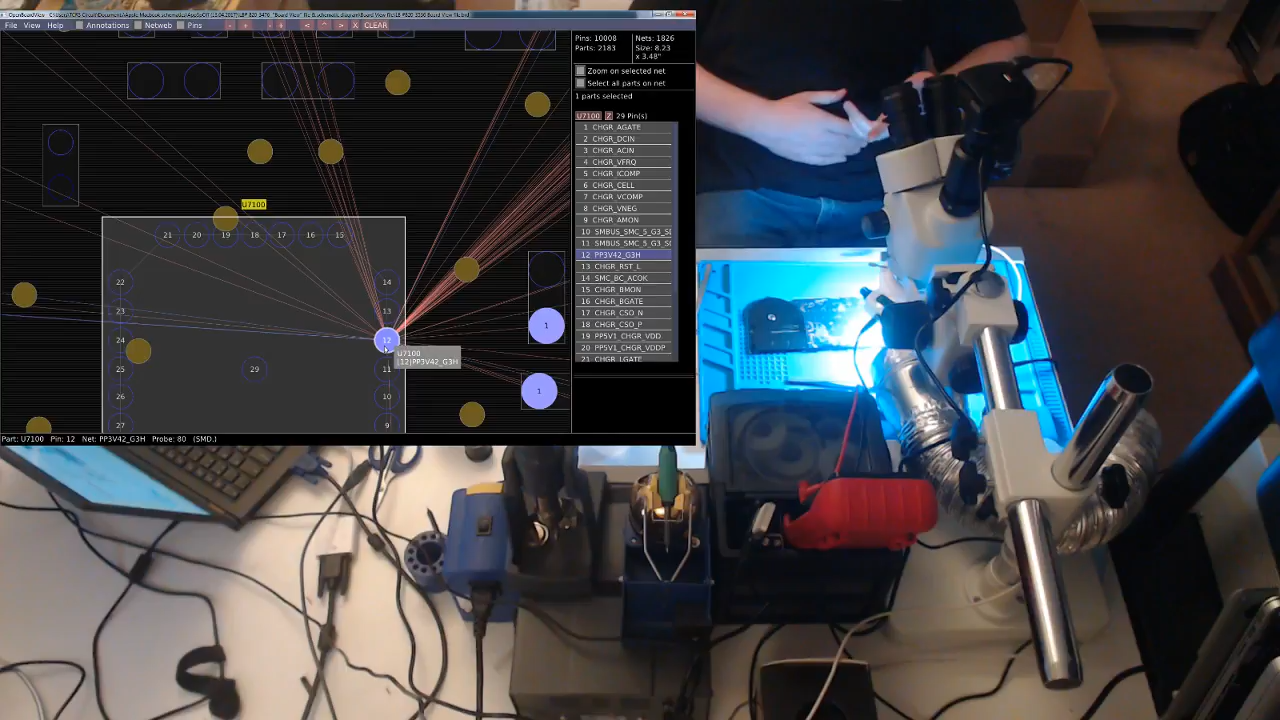 File View Help Annotations Netweb Pins - + - + < ^ > X CLEAR
Pins: 10008 Nets: 1826
Parts: 2183 Size: 8.23
x 3.48"
Zoom on selected net
Select all parts on net
1 parts selected
U7100 Z 29 Pin(s)
1 CHGR_AGATE
2 CHGR_DCIN
3 CHGR_ACIN
4 CHGR_VFRQ
5 CHGR_ICOMP
6 CHGR_CELL
7 CHGR_VCOMP
8 CHGR_VNEG
9 CHGR_AMON
10 SMBUS_SMC_5_G3_S
11 SMBUS_SMC_5_G3_S
12 PP3V42_G3H
13 CHGR_RST_L
14 SMC_BC_ACOK
15 CHGR_BMON
16 CHGR_BGATE
17 CHGR_CSO_N
18 CHGR_CSO_P
19 PP5V1_CHGR_VDD
20 PP5V1_CHGR_VDDP
21 CHGR_LGATE
U7100
21 20 19 18 17 16 15
22 14
23 13
24 12
U7100
[12]PP3V42_G3H
25 29 11
26 10
27 9
1
1
Part: U7100 Pin: 12 Net: PP3V42_G3H Probe: 80 (SMD.)